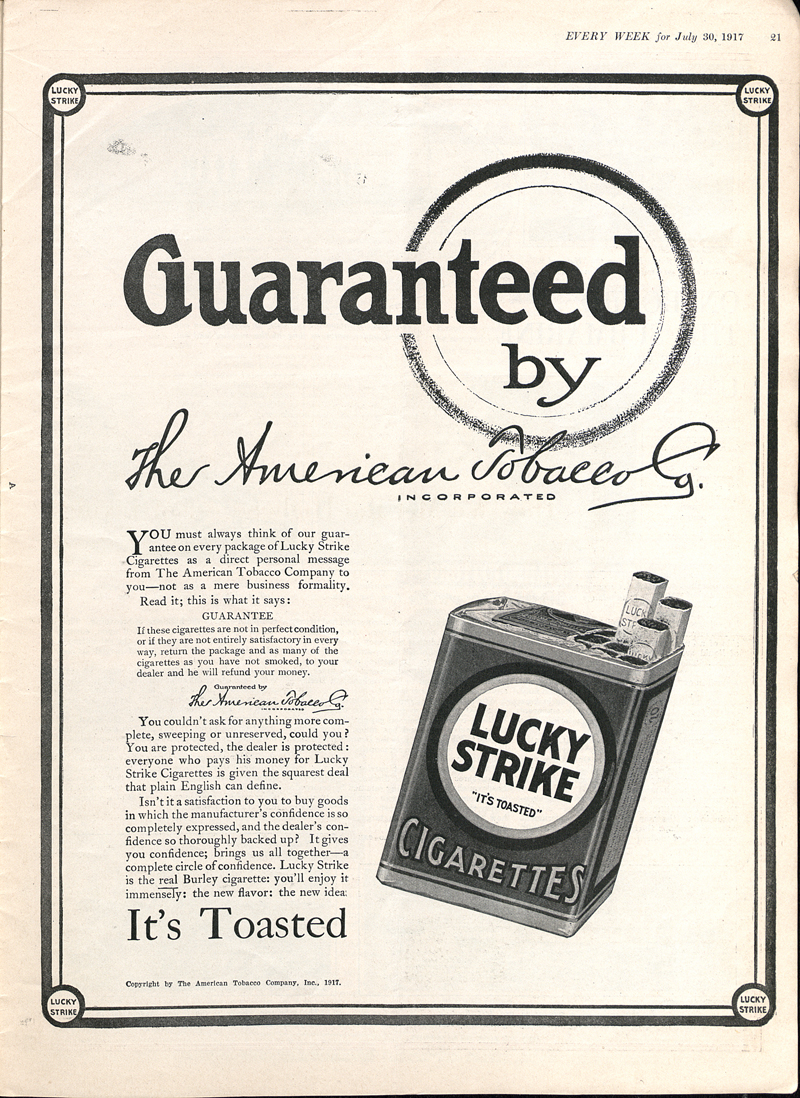 EVERY WEEK for July 30, 1917 21
LUCKY STRIKE
LUCKY STRIKE
Guaranteed
by
The American Tobacco Co.
INCORPORATED
YOU must always think of our guar-
antee on every package of Lucky Strike
Cigarettes as a direct personal message
from The American Tobacco Company to
you—not as a mere business formality.
Read it; this is what it says:
GUARANTEE
If these cigarettes are not in perfect condition,
or if they are not entirely satisfactory in every
way, return the package and as many of the
cigarettes as you have not smoked, to your
dealer and he will refund your money.
Guaranteed by
The American Tobacco Co.
You couldn't ask for anything more com-
plete, sweeping or unreserved, could you?
You are protected, the dealer is protected:
everyone who pays his money for Lucky
Strike Cigarettes is given the squarest deal
that plain English can define.
Isn't it a satisfaction to you to buy goods
in which the manufacturer's confidence is so
completely expressed, and the dealer's con-
fidence so thoroughly backed up? It gives
you confidence; brings us all together—a
complete circle of confidence. Lucky Strike
is the real Burley cigarette: you'll enjoy it
immensely: the new flavor: the new idea:
It's Toasted
Copyright by The American Tobacco Company, Inc., 1917.
LUCKY
STRIKE
"IT'S TOASTED"
CIGARETTES
LUCKY STRIKE
LUCKY STRIKE